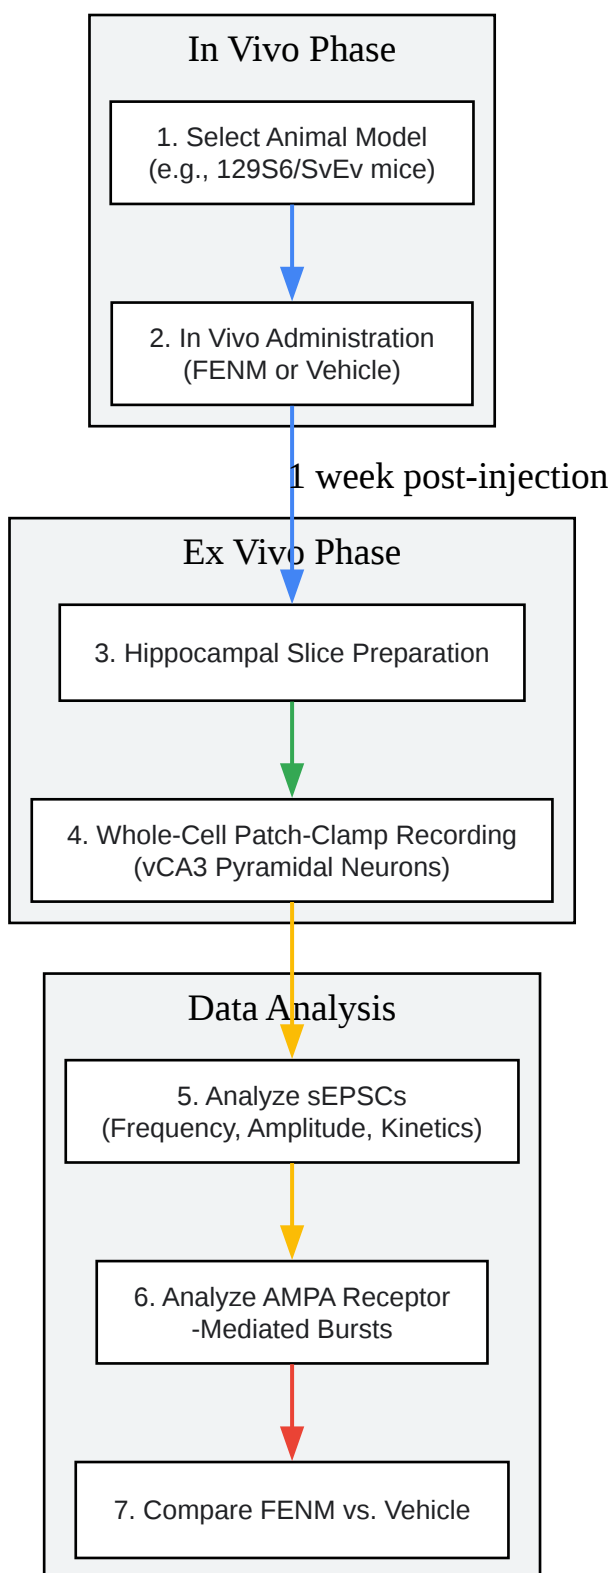 In Vivo Phase
1. Select Animal Model
(e.g., 129S6/SvEv mice)
2. In Vivo Administration
(FENM or Vehicle)
1 week post-injection
Ex Vivo Phase
3. Hippocampal Slice Preparation
4. Whole-Cell Patch-Clamp Recording
(vCA3 Pyramidal Neurons)
Data Analysis
5. Analyze sEPSCs
(Frequency, Amplitude, Kinetics)
6. Analyze AMPA Receptor
-Mediated Bursts
7. Compare FENM vs. Vehicle